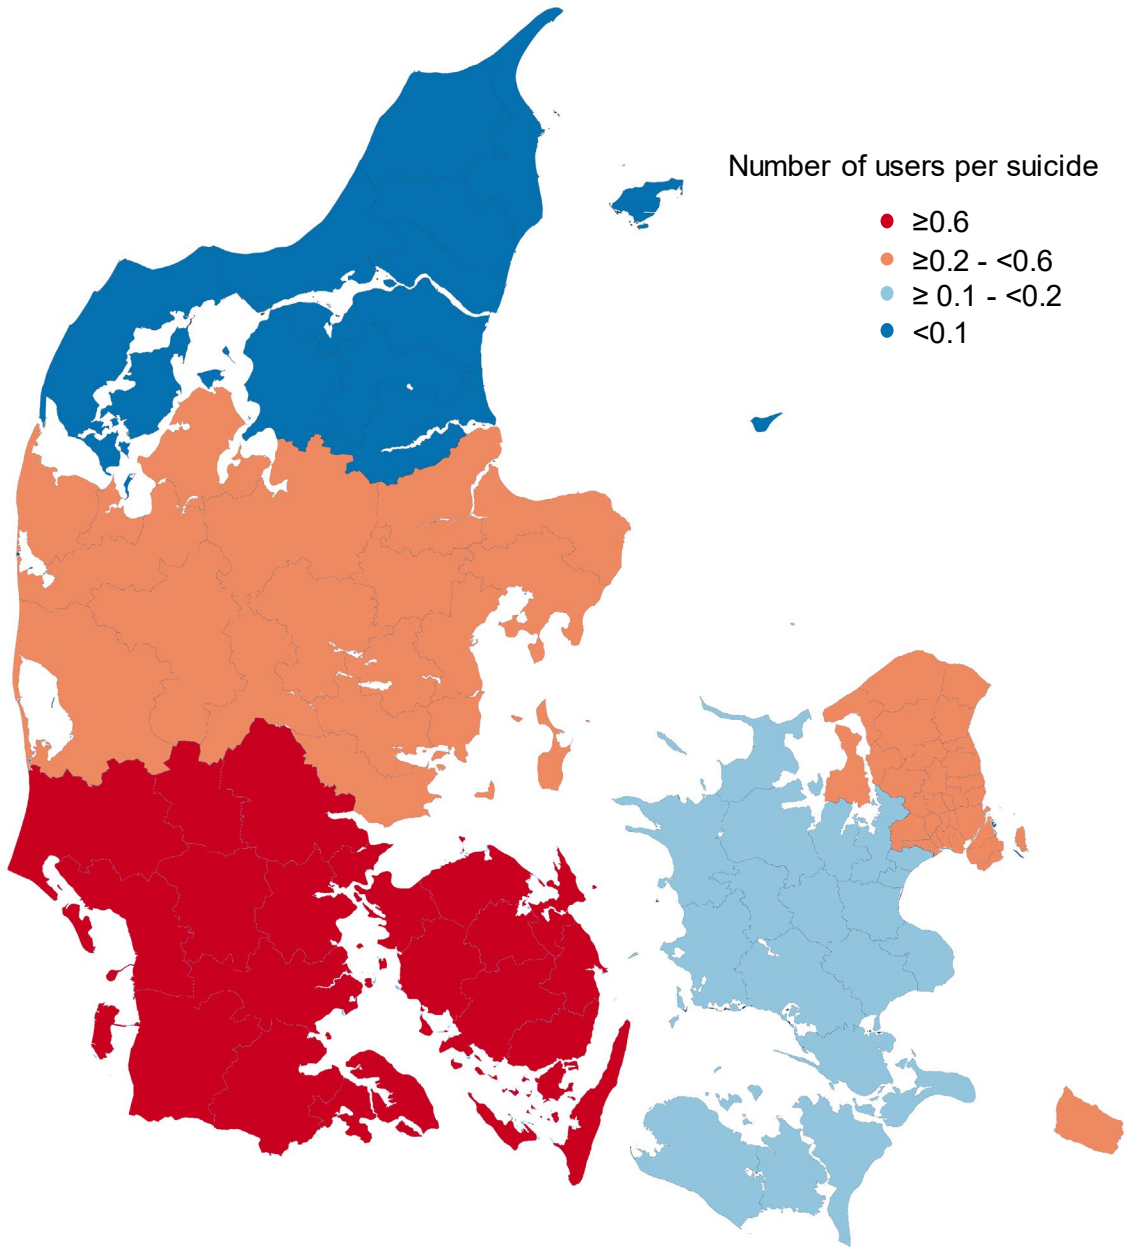 Number of users per suicide
≥0.6
≥0.2 - <0.6
≥ 0.1 - <0.2
<0.1